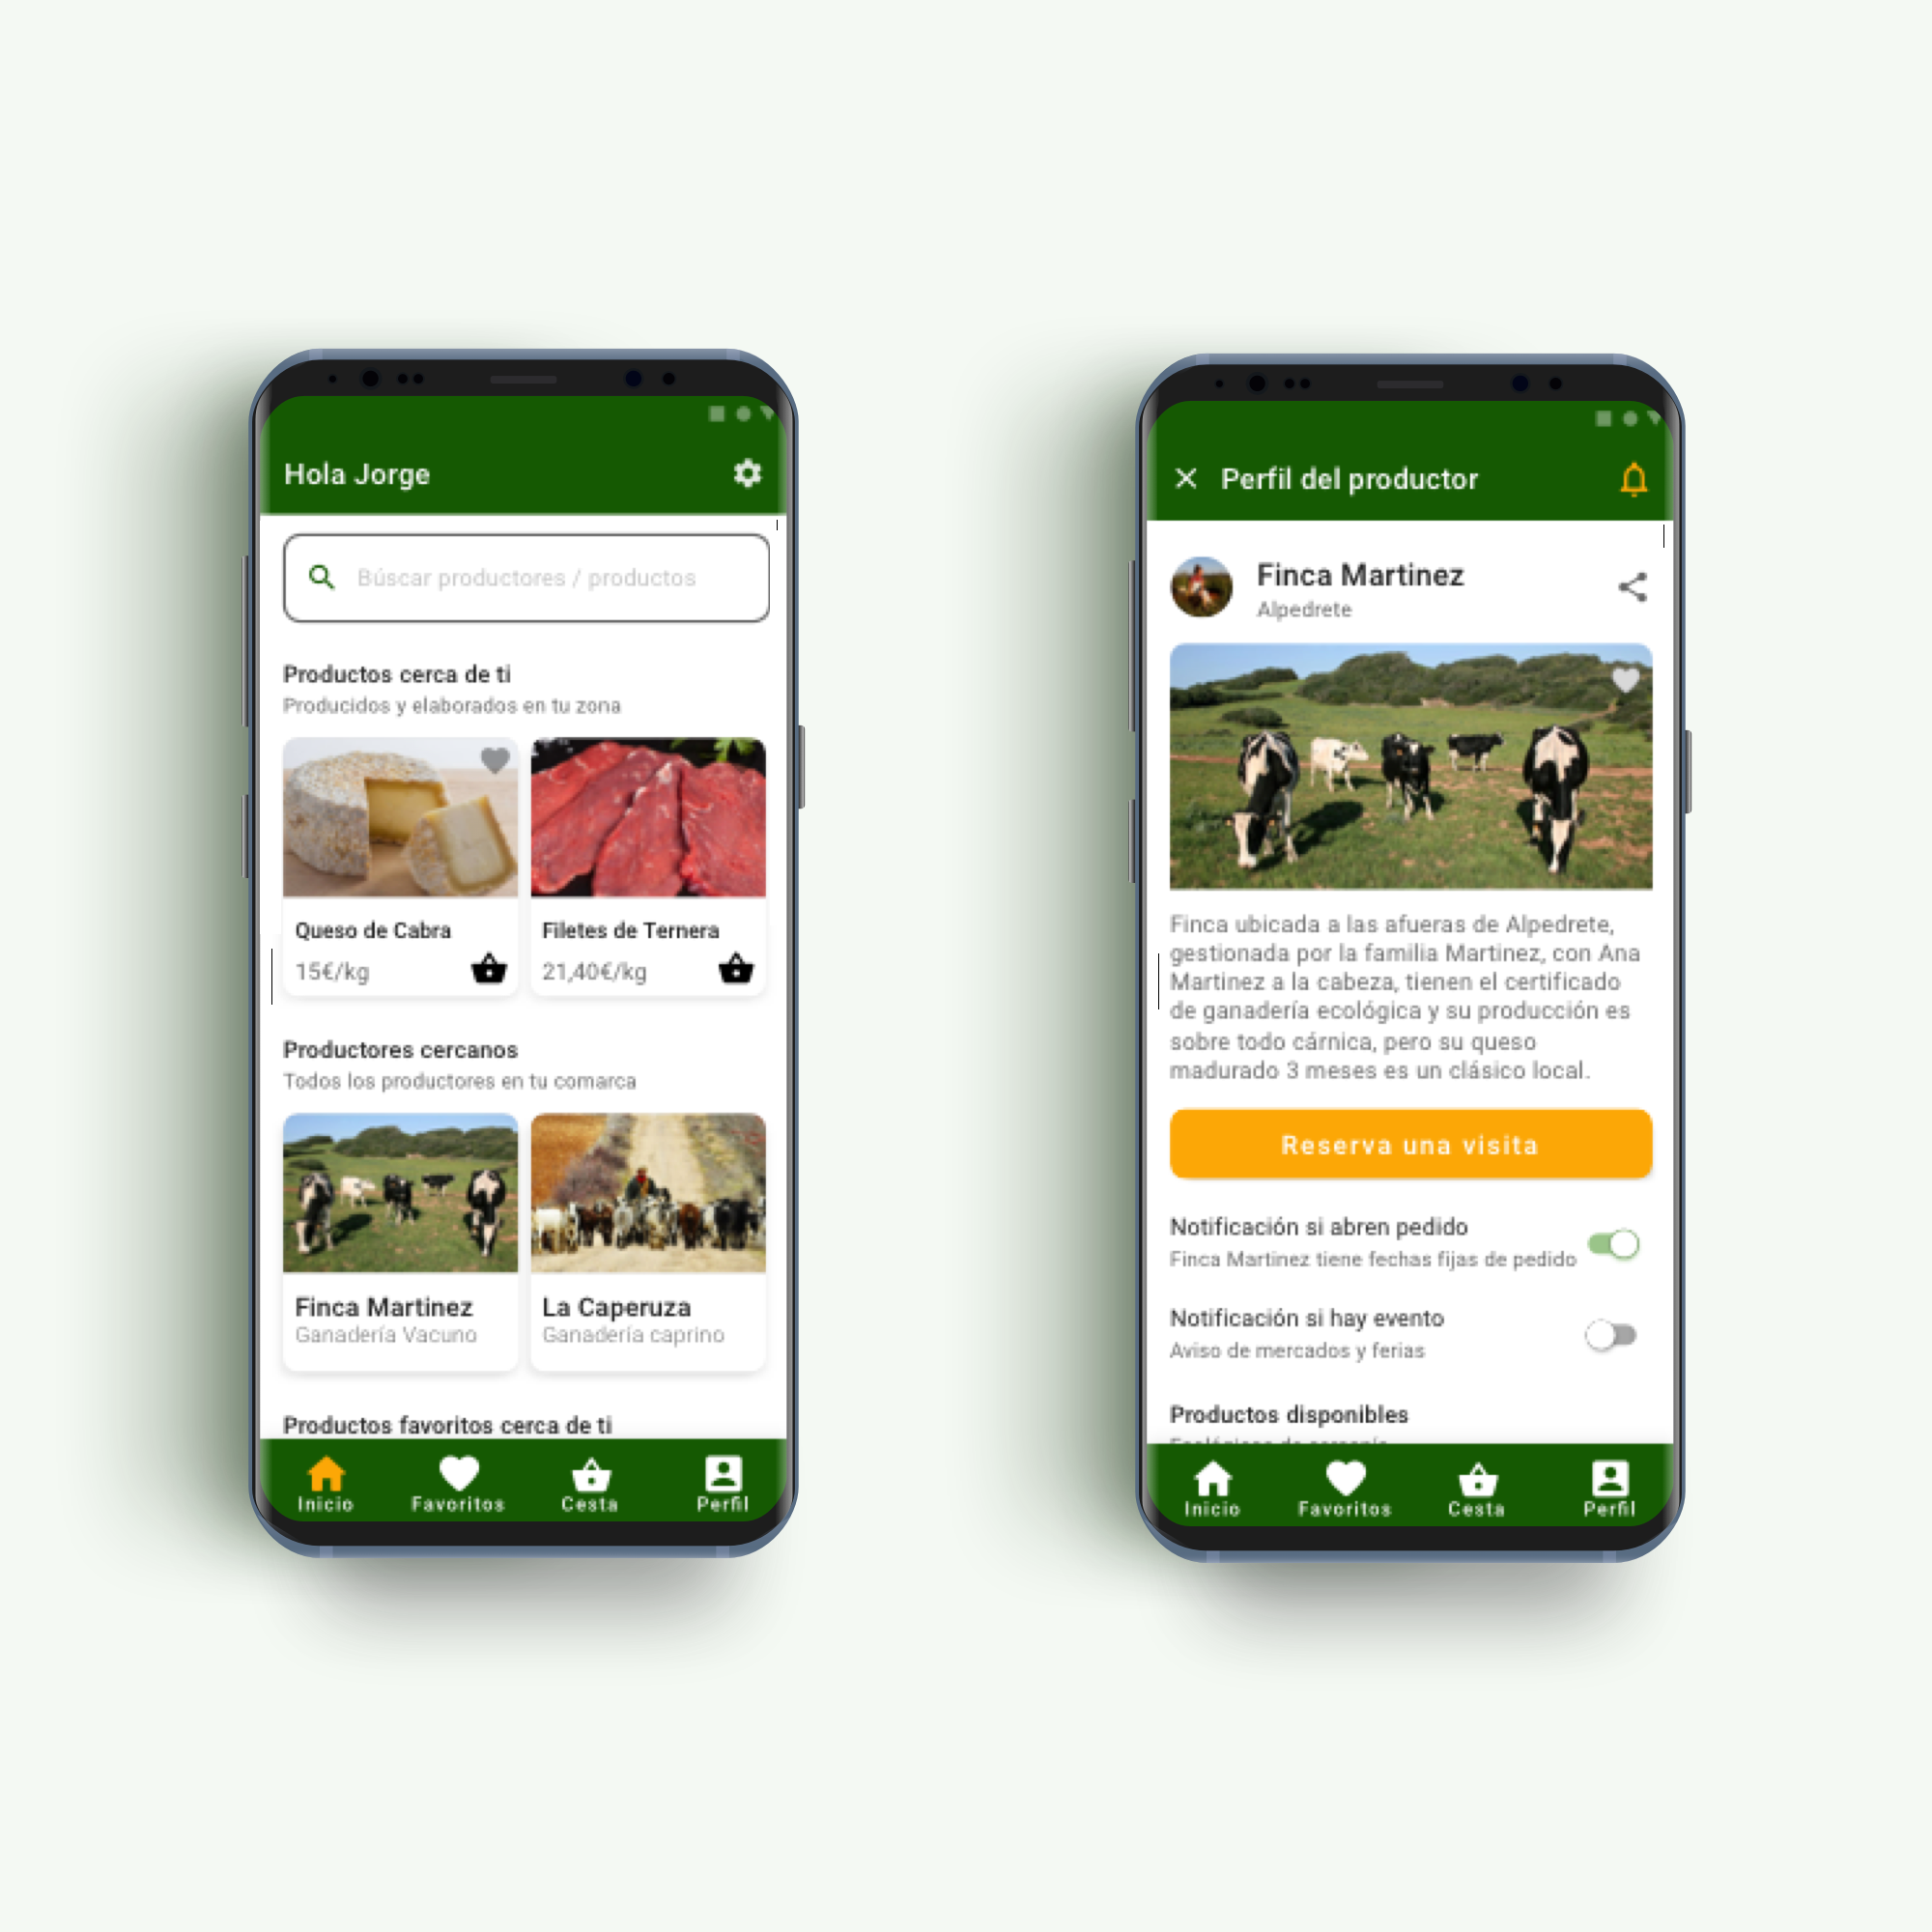 Hola Jorge
Búscar productores / productos
Productos cerca de ti
Producidos y elaborados en tu zona
Queso de Cabra
15€/kg
Filetes de Ternera
21,40€/kg
Productores cercanos
Todos los productores en tu comarca
Finca Martinez
Ganadería Vacuno
La Caperuza
Ganadería caprino
Productos favoritos cerca de ti
Inicio
Favoritos
Cesta
Perfil
Perfil del productor
Finca Martinez
Alpedrete
Finca ubicada a las afueras de Alpedrete,
gestionada por la familia Martinez, con Ana
Martinez a la cabeza, tienen el certificado
de ganadería ecológica y su producción es
sobre todo cárnica, pero su queso
madurado 3 meses es un clásico local.
Reserva una visita
Notificación si abren pedido
Finca Martinez tiene fechas fijas de pedido
Notificación si hay evento
Aviso de mercados y ferias
Productos disponibles
Inicio
Favoritos
Cesta
Perfil